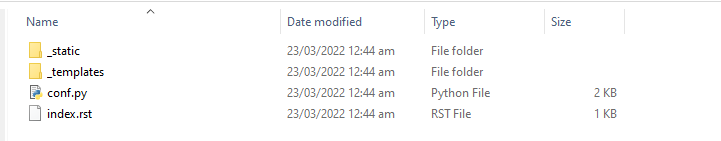 Name Date modified Type Size
_static 23/03/2022 12:44 am File folder
_templates 23/03/2022 12:44 am File folder
conf.py 23/03/2022 12:44 am Python File 2 KB
index.rst 23/03/2022 12:44 am RST File 1 KB